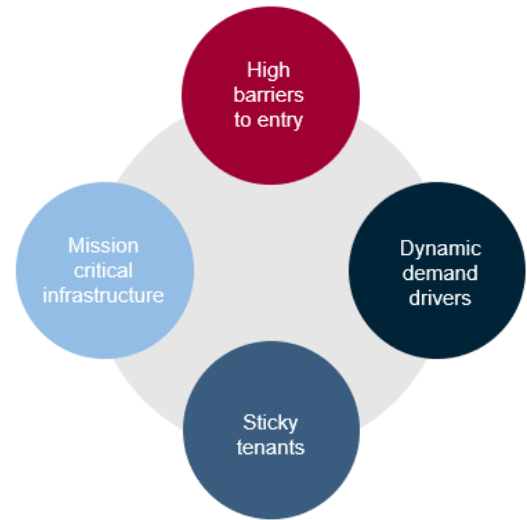 High
barriers
to entry
Mission
critical
infrastructure
Dynamic
demand
drivers
Sticky
tenants